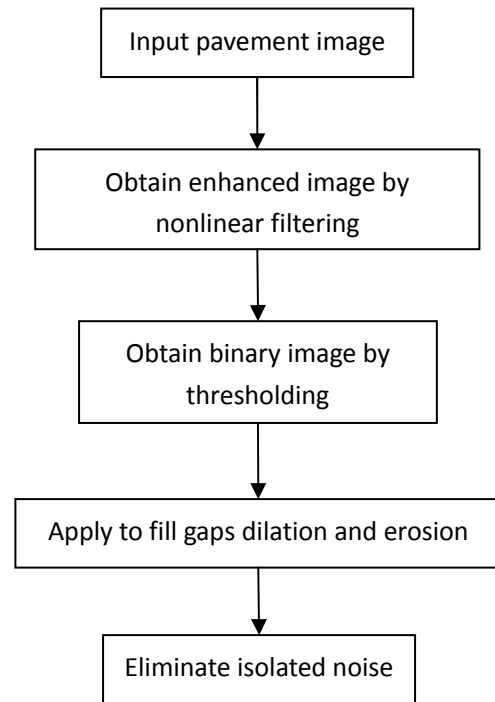 Input pavement image
Obtain enhanced image by
nonlinear filtering
Obtain binary image by
thresholding
Apply to fill gaps dilation and erosion
Eliminate isolated noise